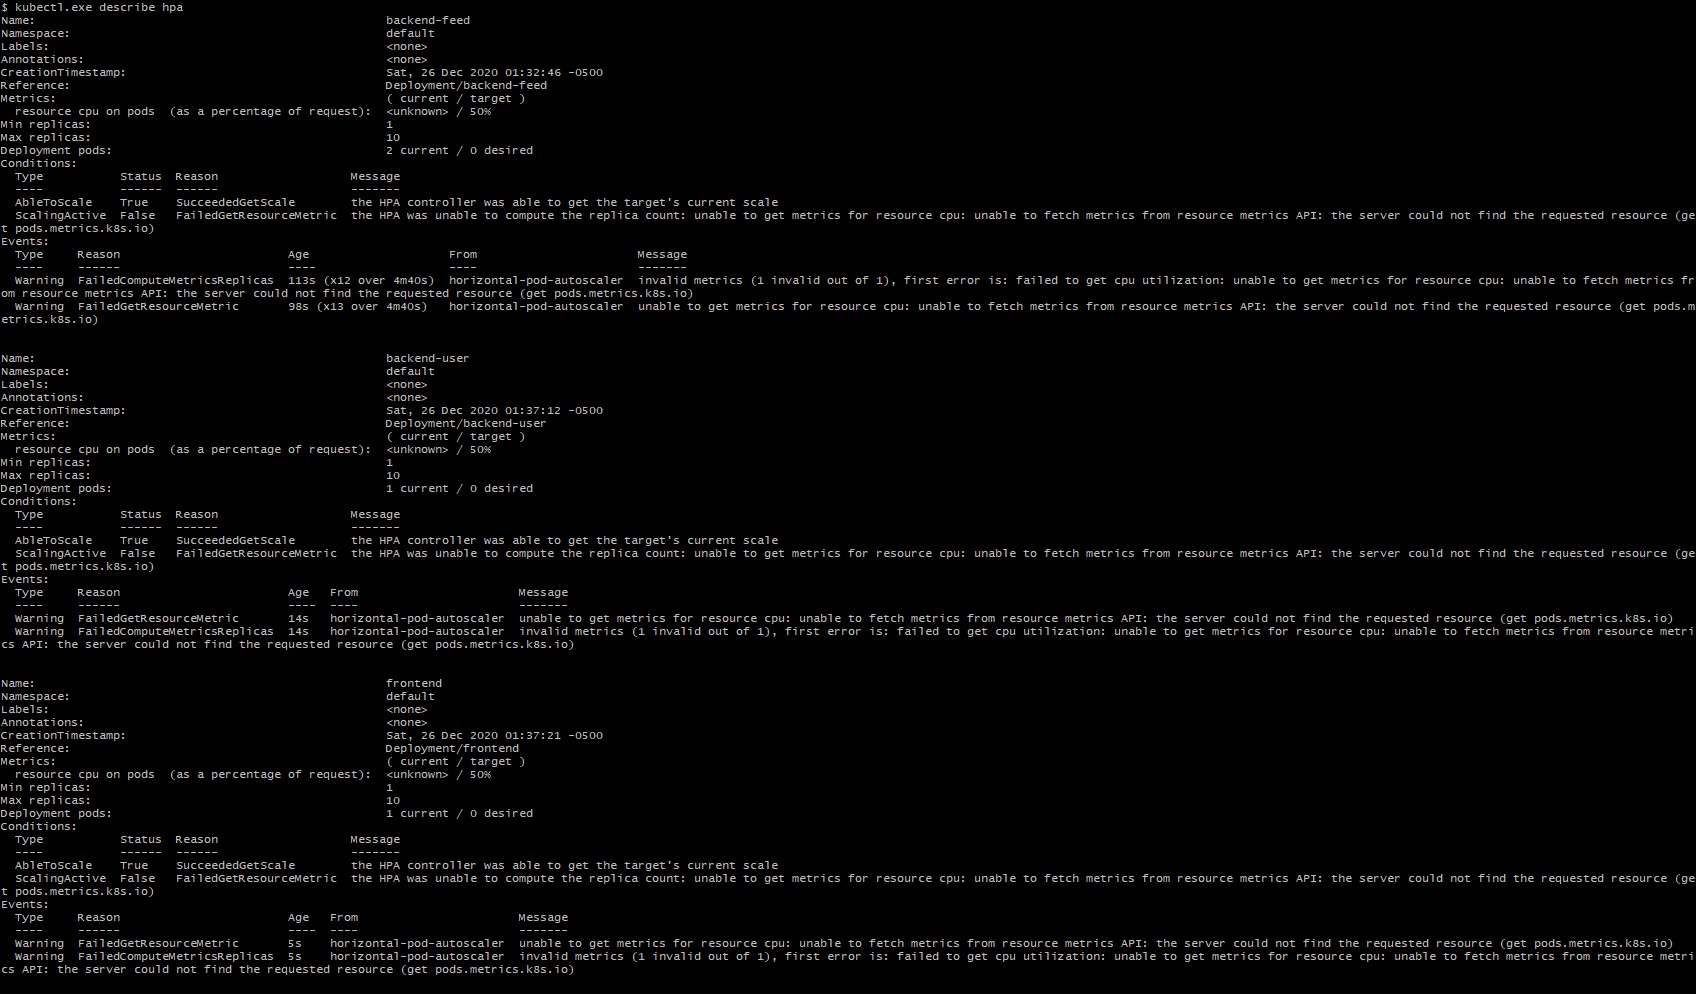 $ kubectl.exe describe hpa
Name:                                                  backend-feed
Namespace:                                             default
Labels:                                                <none>
Annotations:                                           <none>
CreationTimestamp:                                     Sat, 26 Dec 2020 01:32:46 -0500
Reference:                                             Deployment/backend-feed
Metrics:                                               ( current / target )
  resource cpu on pods  (as a percentage of request):  <unknown> / 50%
Min replicas:                                          1
Max replicas:                                          10
Deployment pods:                                       2 current / 0 desired
Conditions:
  Type           Status  Reason                   Message
  ----           ------  ------                   -------
  AbleToScale    True    SucceededGetScale        the HPA controller was able to get the target's current scale
  ScalingActive  False   FailedGetResourceMetric  the HPA was unable to compute the replica count: unable to get metrics for resource cpu: unable to fetch metrics from resource metrics API: the server could not find the requested resource (ge
t pods.metrics.k8s.io)
Events:
  Type     Reason                        Age                    From                       Message
  ----     ------                        ----                   ----                       -------
  Warning  FailedComputeMetricsReplicas  113s (x12 over 4m40s)  horizontal-pod-autoscaler  invalid metrics (1 invalid out of 1), first error is: failed to get cpu utilization: unable to get metrics for resource cpu: unable to fetch metrics fr
om resource metrics API: the server could not find the requested resource (get pods.metrics.k8s.io)
  Warning  FailedGetResourceMetric       98s (x13 over 4m40s)   horizontal-pod-autoscaler  unable to get metrics for resource cpu: unable to fetch metrics from resource metrics API: the server could not find the requested resource (get pods.m
etrics.k8s.io)
Name:                                                  backend-user
Namespace:                                             default
Labels:                                                <none>
Annotations:                                           <none>
CreationTimestamp:                                     Sat, 26 Dec 2020 01:37:12 -0500
Reference:                                             Deployment/backend-user
Metrics:                                               ( current / target )
  resource cpu on pods  (as a percentage of request):  <unknown> / 50%
Min replicas:                                          1
Max replicas:                                          10
Deployment pods:                                       1 current / 0 desired
Conditions:
  Type           Status  Reason                   Message
  ----           ------  ------                   -------
  AbleToScale    True    SucceededGetScale        the HPA controller was able to get the target's current scale
  ScalingActive  False   FailedGetResourceMetric  the HPA was unable to compute the replica count: unable to get metrics for resource cpu: unable to fetch metrics from resource metrics API: the server could not find the requested resource (ge
t pods.metrics.k8s.io)
Events:
  Type     Reason                        Age   From                       Message
  ----     ------                        ----  ----                       -------
  Warning  FailedGetResourceMetric       14s   horizontal-pod-autoscaler  unable to get metrics for resource cpu: unable to fetch metrics from resource metrics API: the server could not find the requested resource (get pods.metrics.k8s.io)
  Warning  FailedComputeMetricsReplicas  14s   horizontal-pod-autoscaler  invalid metrics (1 invalid out of 1), first error is: failed to get cpu utilization: unable to get metrics for resource cpu: unable to fetch metrics from resource metri
cs API: the server could not find the requested resource (get pods.metrics.k8s.io)
Name:                                                  frontend
Namespace:                                             default
Labels:                                                <none>
Annotations:                                           <none>
CreationTimestamp:                                     Sat, 26 Dec 2020 01:37:21 -0500
Reference:                                             Deployment/frontend
Metrics:                                               ( current / target )
  resource cpu on pods  (as a percentage of request):  <unknown> / 50%
Min replicas:                                          1
Max replicas:                                          10
Deployment pods:                                       1 current / 0 desired
Conditions:
  Type           Status  Reason                   Message
  ----           ------  ------                   -------
  AbleToScale    True    SucceededGetScale        the HPA controller was able to get the target's current scale
  ScalingActive  False   FailedGetResourceMetric  the HPA was unable to compute the replica count: unable to get metrics for resource cpu: unable to fetch metrics from resource metrics API: the server could not find the requested resource (ge
t pods.metrics.k8s.io)
Events:
  Type     Reason                        Age   From                       Message
  ----     ------                        ----  ----                       -------
  Warning  FailedGetResourceMetric       5s    horizontal-pod-autoscaler  unable to get metrics for resource cpu: unable to fetch metrics from resource metrics API: the server could not find the requested resource (get pods.metrics.k8s.io)
  Warning  FailedComputeMetricsReplicas  5s    horizontal-pod-autoscaler  invalid metrics (1 invalid out of 1), first error is: failed to get cpu utilization: unable to get metrics for resource cpu: unable to fetch metrics from resource metri
cs API: the server could not find the requested resource (get pods.metrics.k8s.io)